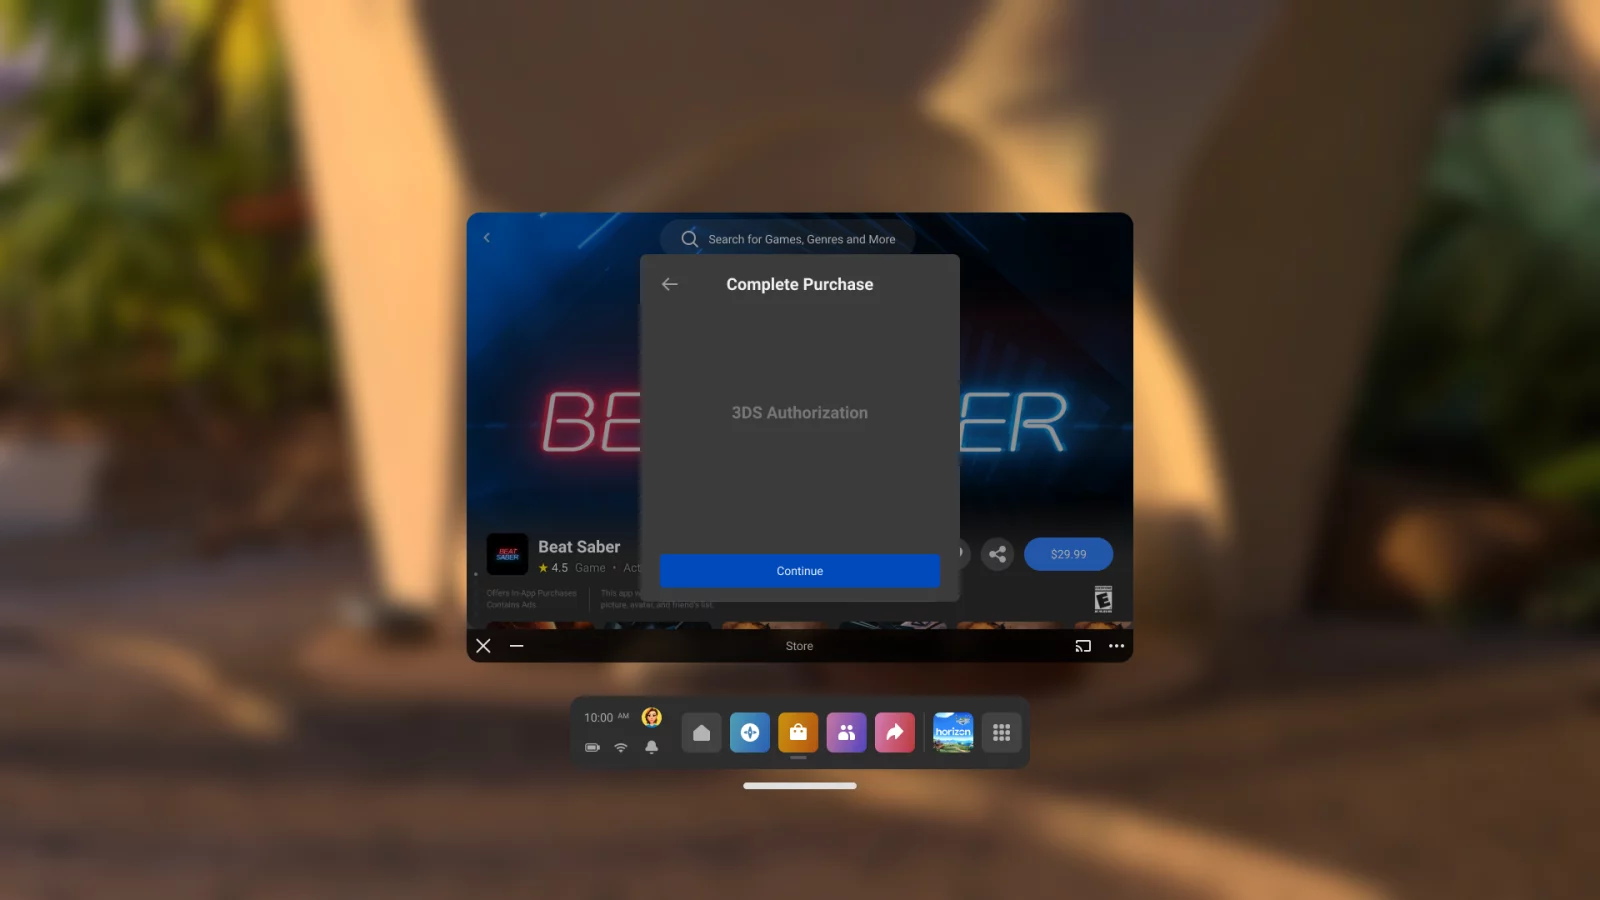 Search for Games, Genres and More
Complete Purchase
3DS Authorization
BE
ER
BEAT
SABER
Beat Saber
4.5 Game • Act
$29.99
Continue
Offers In-App Purchases
Contains Ads
This app
picture, avatar, and friend's list.
E
Store
10:00 AM
horizon